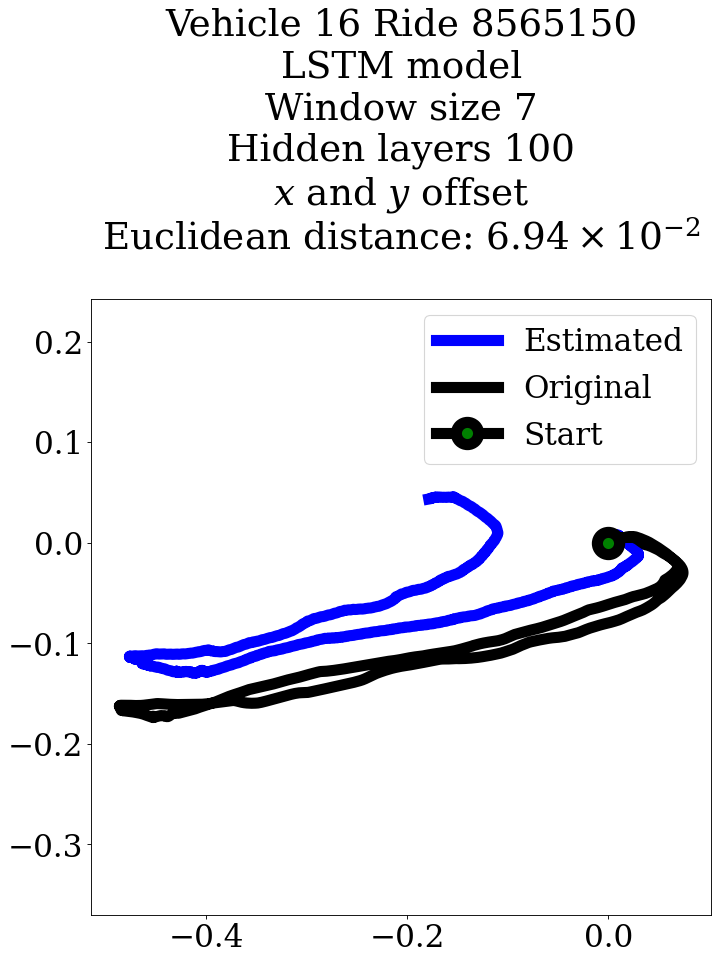 Vehicle 16 Ride 8565150
LSTM model
Window size 7
Hidden layers 100
x and y offset
Euclidean distance: 6.94 × 10⁻²
Estimated
Original
Start
0.2
0.1
0.0
−0.1
−0.2
−0.3
−0.4
−0.2
0.0